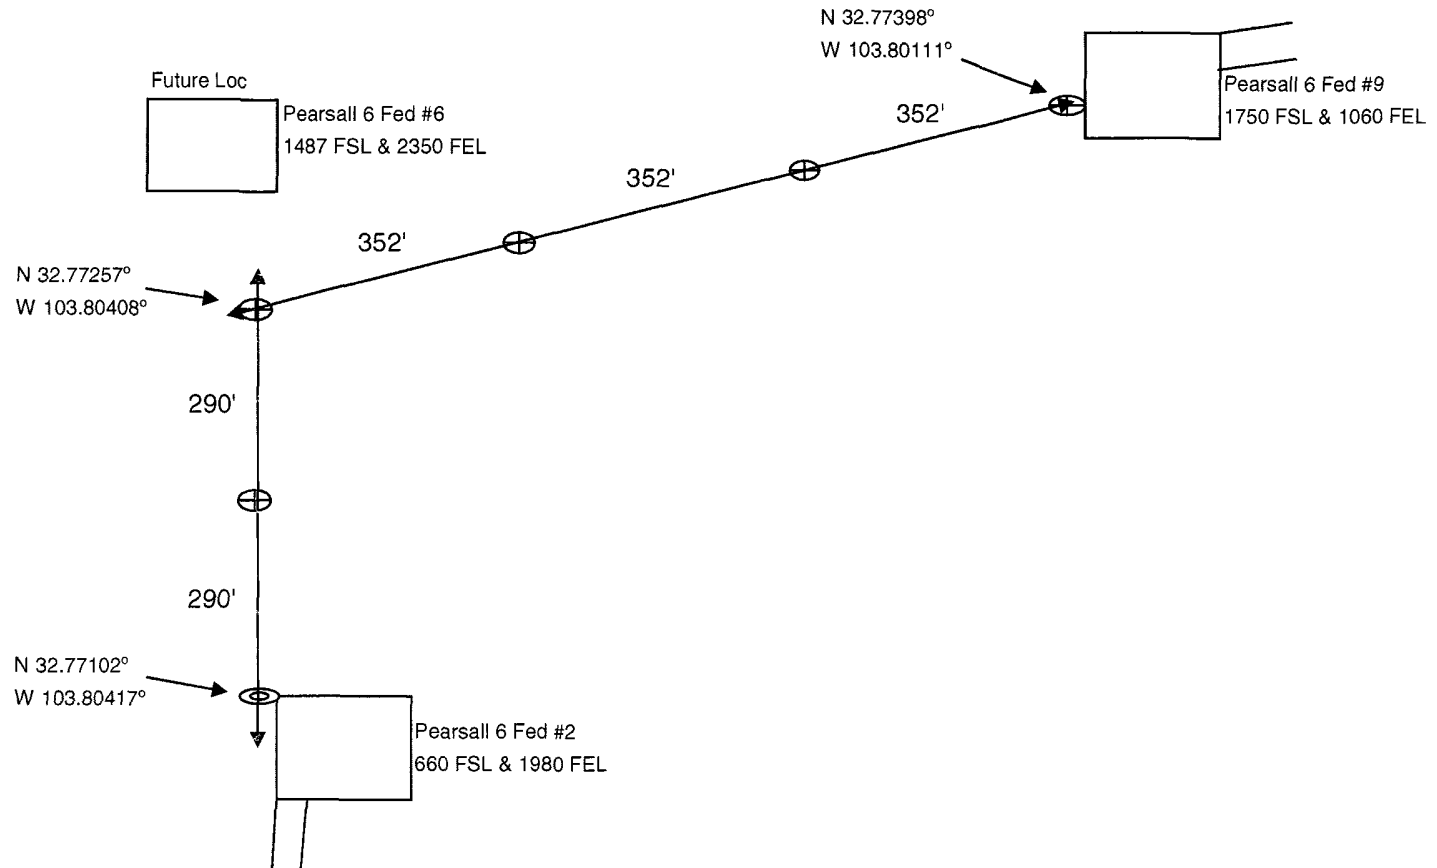 N 32.77398°
W 103.80111°
Future Loc
Pearsall 6 Fed #6
1487 FSL & 2350 FEL
Pearsall 6 Fed #9
1750 FSL & 1060 FEL
352'
352'
352'
N 32.77257°
W 103.80408°
290'
290'
N 32.77102°
W 103.80417°
Pearsall 6 Fed #2
660 FSL & 1980 FEL